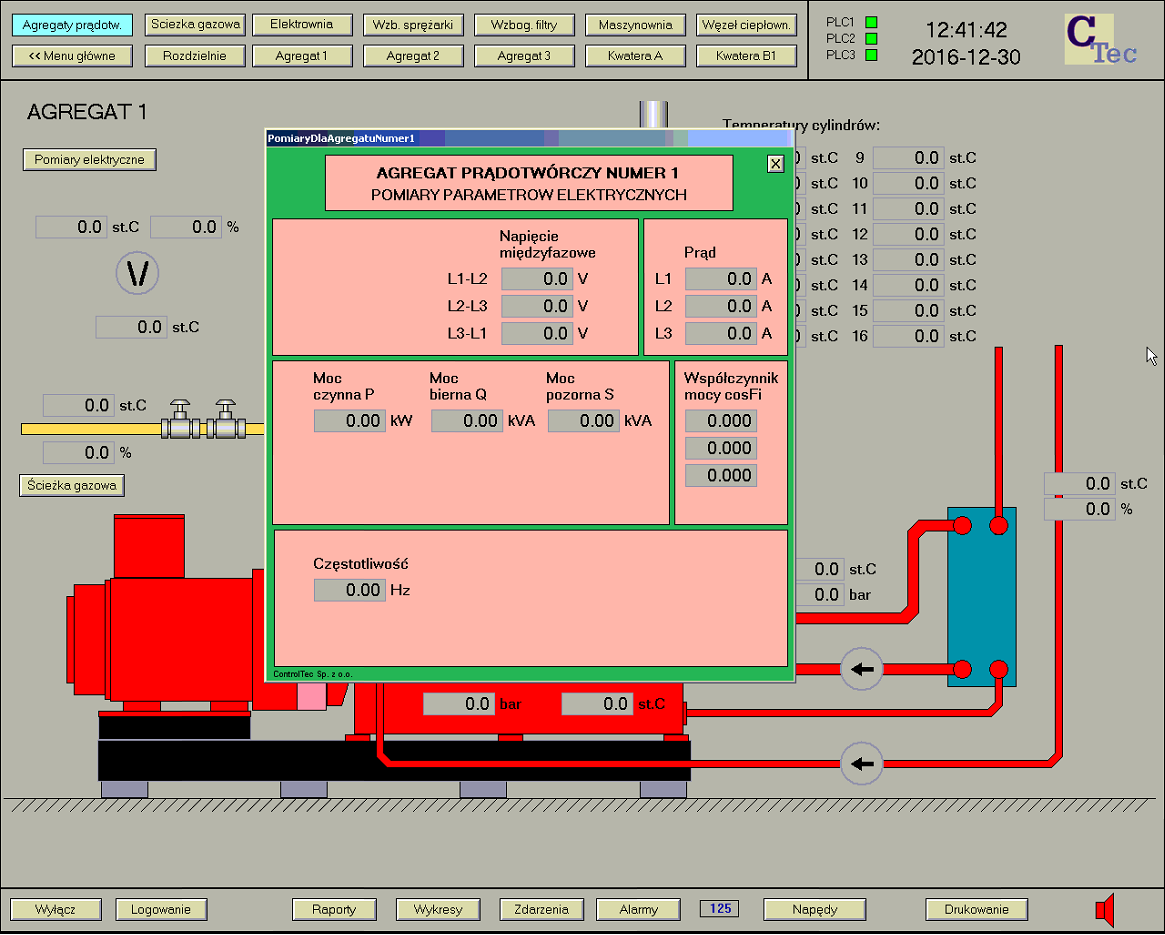 Agregaty prądotw.
Sciezka gazowa
Elektrownia
Wzb. sprężarki
Wzbog. filtry
Maszynownia
Węzeł ciepłown.
<< Menu główne
Rozdzielnie
Agregat 1
Agregat 2
Agregat 3
Kwatera A
Kwatera B1
PLC1
PLC2
PLC3
12:41:42
2016-12-30
CTec
AGREGAT 1
Pomiary elektryczne
0.0 st.C 0.0 %
V
0.0 st.C
0.0 st.C
0.0 %
Ścieżka gazowa
Temperatury cylindrów:
st.C 9 0.0 st.C
st.C 10 0.0 st.C
st.C 11 0.0 st.C
st.C 12 0.0 st.C
st.C 13 0.0 st.C
st.C 14 0.0 st.C
st.C 15 0.0 st.C
st.C 16 0.0 st.C
PomiaryDlaAgregatuNumer1
AGREGAT PRĄDOTWÓRCZY NUMER 1
POMIARY PARAMETROW ELEKTRYCZNYCH
X
Napięcie
międzyfazowe
L1-L2 0.0 V
L2-L3 0.0 V
L3-L1 0.0 V
Prąd
L1 0.0 A
L2 0.0 A
L3 0.0 A
Moc
czynna P
0.00 kW
Moc
bierna Q
0.00 kVA
Moc
pozorna S
0.00 kVA
Współczynnik
mocy cosFi
0.000
0.000
0.000
Częstotliwość
0.00 Hz
ControlTec Sp. z o.o.
0.0 st.C
0.0 %
0.0 st.C
0.0 bar
0.0 bar 0.0 st.C
Wyłącz
Logowanie
Raporty
Wykresy
Zdarzenia
Alarmy
125
Napędy
Drukowanie